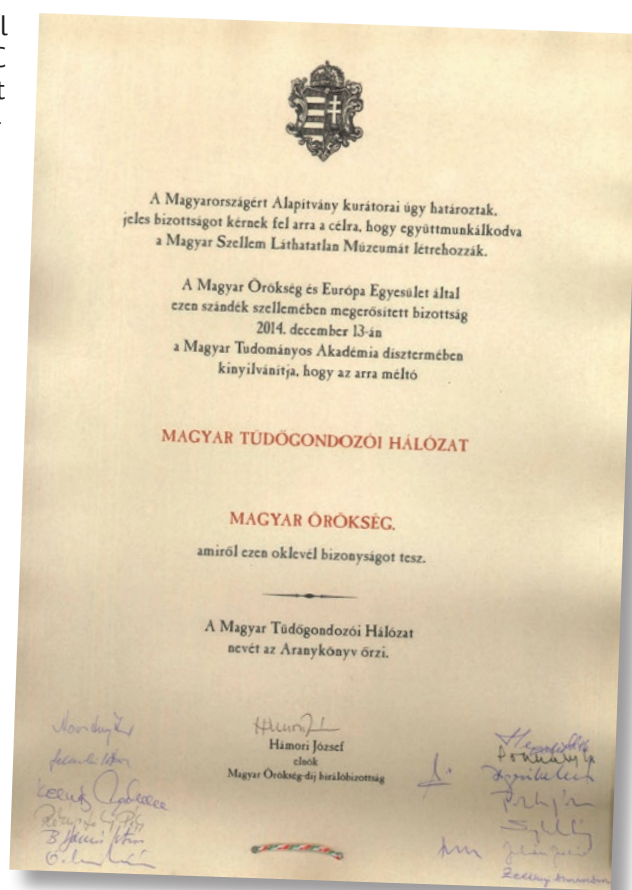 A Magyarországért Alapítvány kurátorai úgy határoztak,
jeles bizottságot kérnek fel arra a célra, hogy együttmunkálkodva
a Magyar Szellem Láthatatlan Múzeumát létrehozzák.
A Magyar Örökség és Európa Egyesület által
ezen szándék szellemében megerősített bizottság
2014. december 13-án
a Magyar Tudományos Akadémia dísztermében
kinyilvánítja, hogy az arra méltó
MAGYAR TÜDŐGONDOZÓI HÁLÓZAT
MAGYAR ÖRÖKSÉG,
amiről ezen oklevél bizonyságot tesz.
A Magyar Tüdőgondozói Hálózat
nevét az Aranykönyv őrzi.
Hámori József
elnök
Magyar Örökség-díj bírálóbizottság